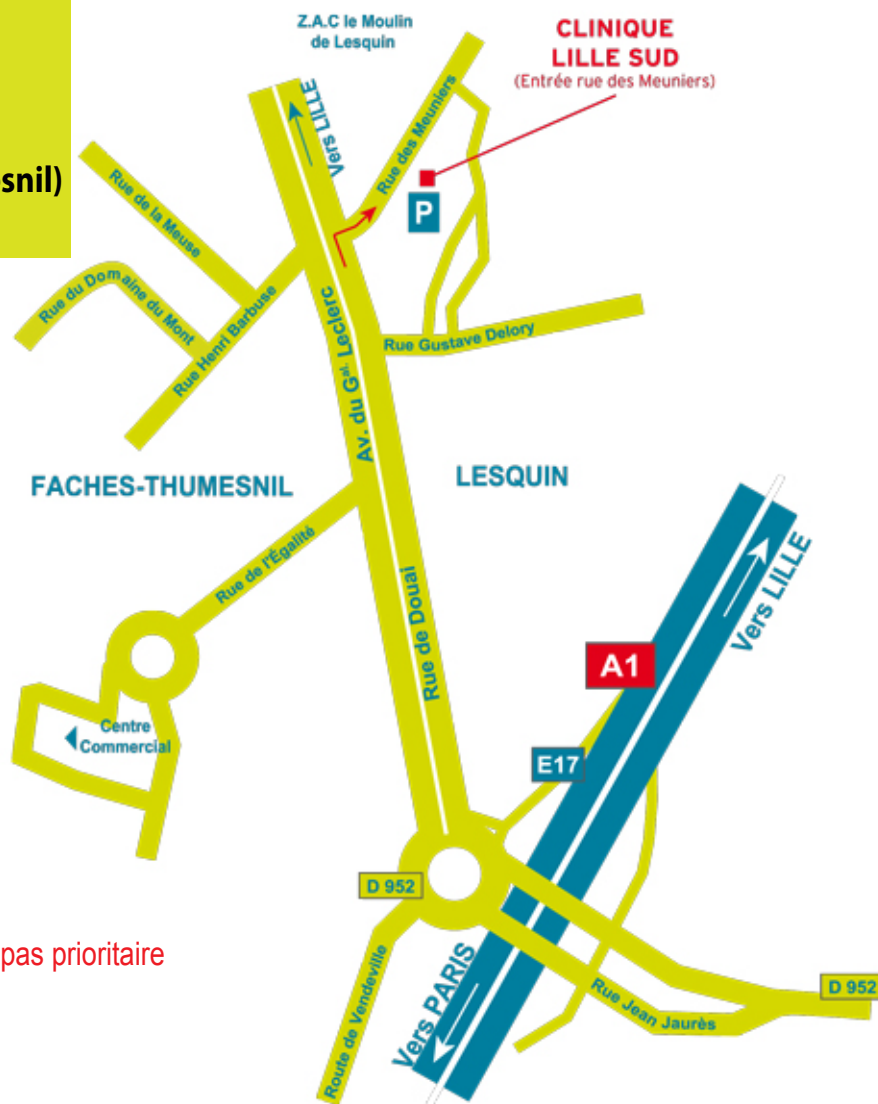 Z.A.C le Moulin
de Lesquin
CLINIQUE
LILLE SUD
(Entrée rue des Meuniers)
snil)
Vers LILLE
Rue des Meuniers
P
Rue de la Meuse
Rue du Domaine du Mont
Rue Henri Barbuse
Av. du Gal. Leclerc
Rue Gustave Delory
FACHES-THUMESNIL
LESQUIN
Rue de l'Égalité
Rue de Douai
Vers LILLE
A1
Centre
Commercial
E17
D 952
pas prioritaire
Route de Vendeville
Vers PARIS
Rue Jean Jaurès
D 952